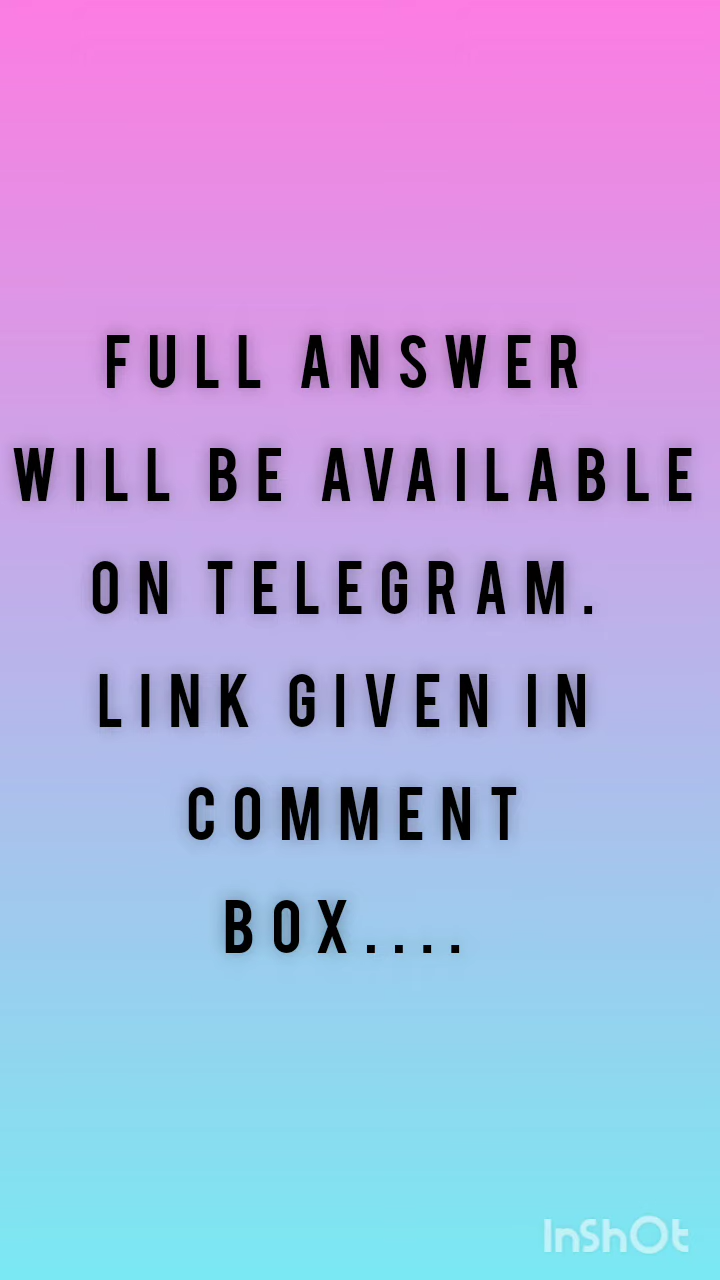 FULL ANSWER
WILL BE AVAILABLE
ON TELEGRAM.
LINK GIVEN IN
COMMENT
BOX....
InShOt